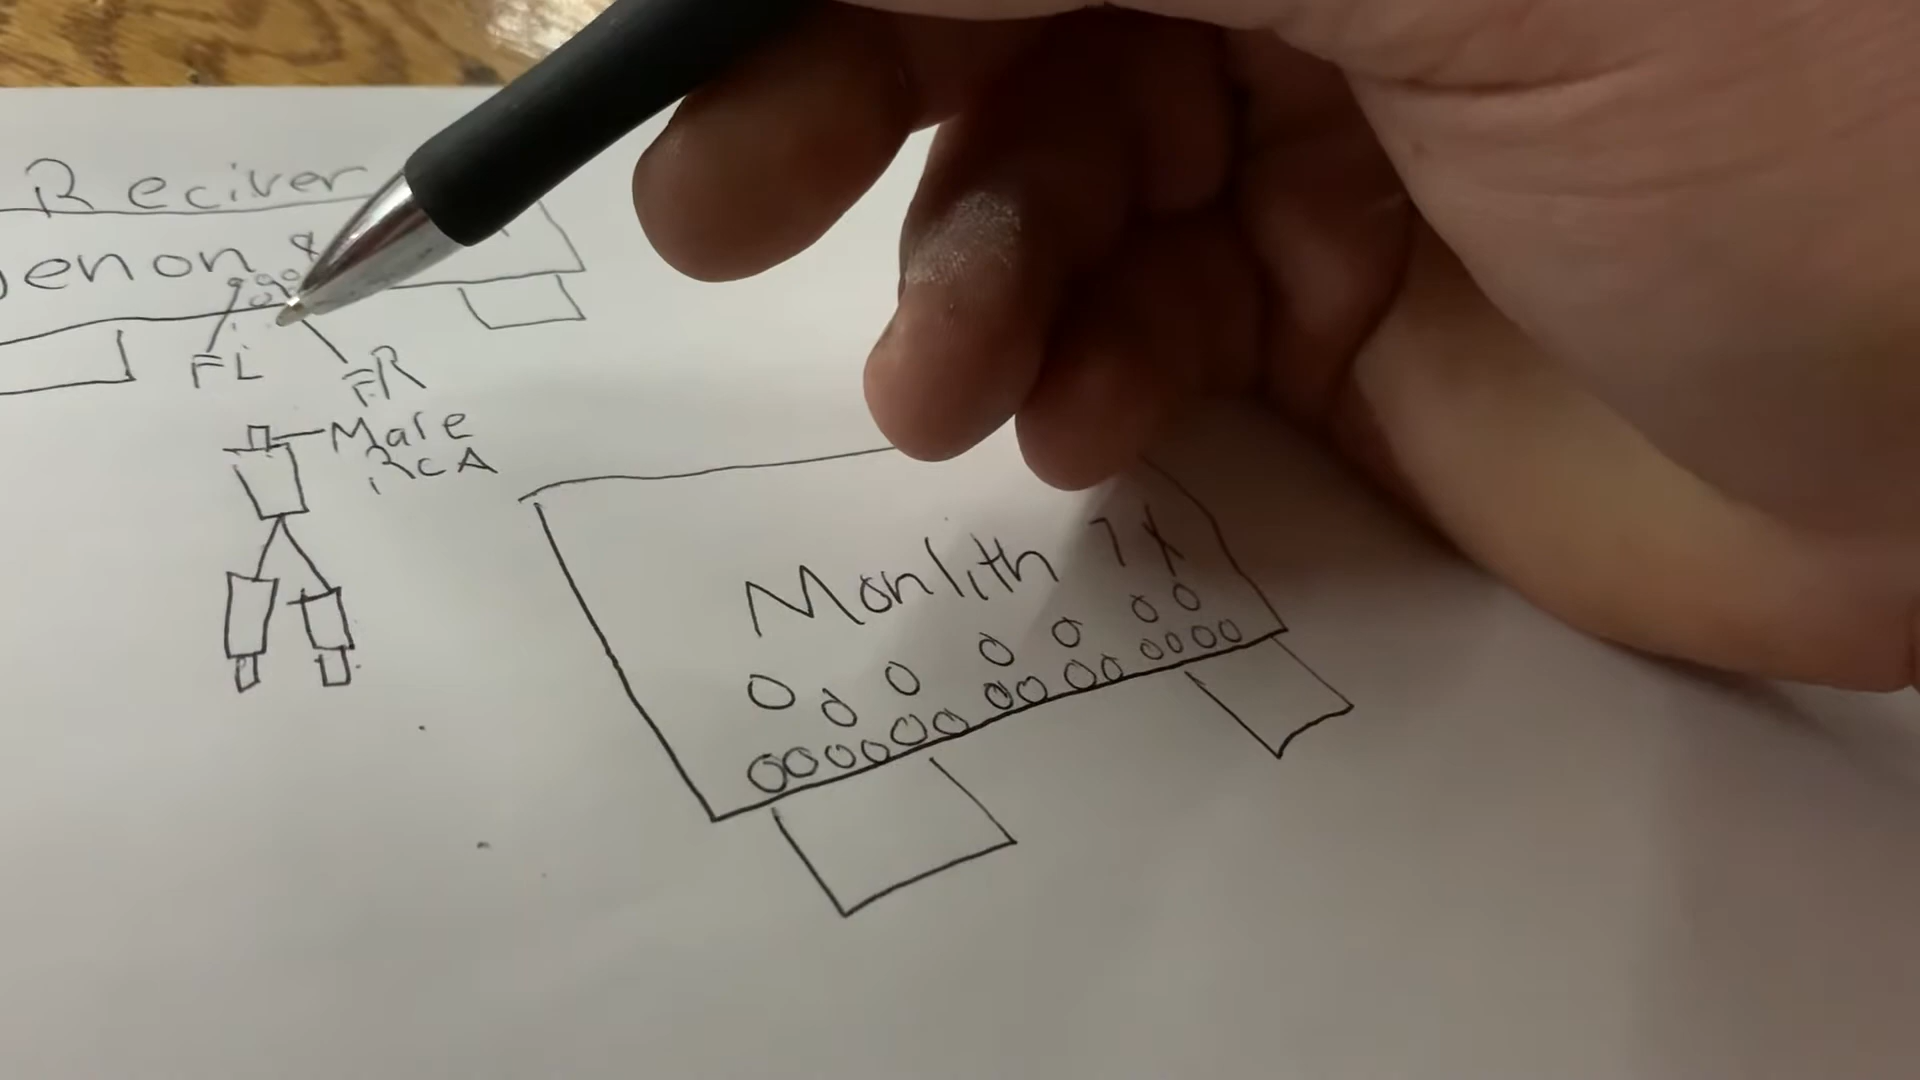 Reciver
enon
FL
FR
Male
RCA
Monlith 7X